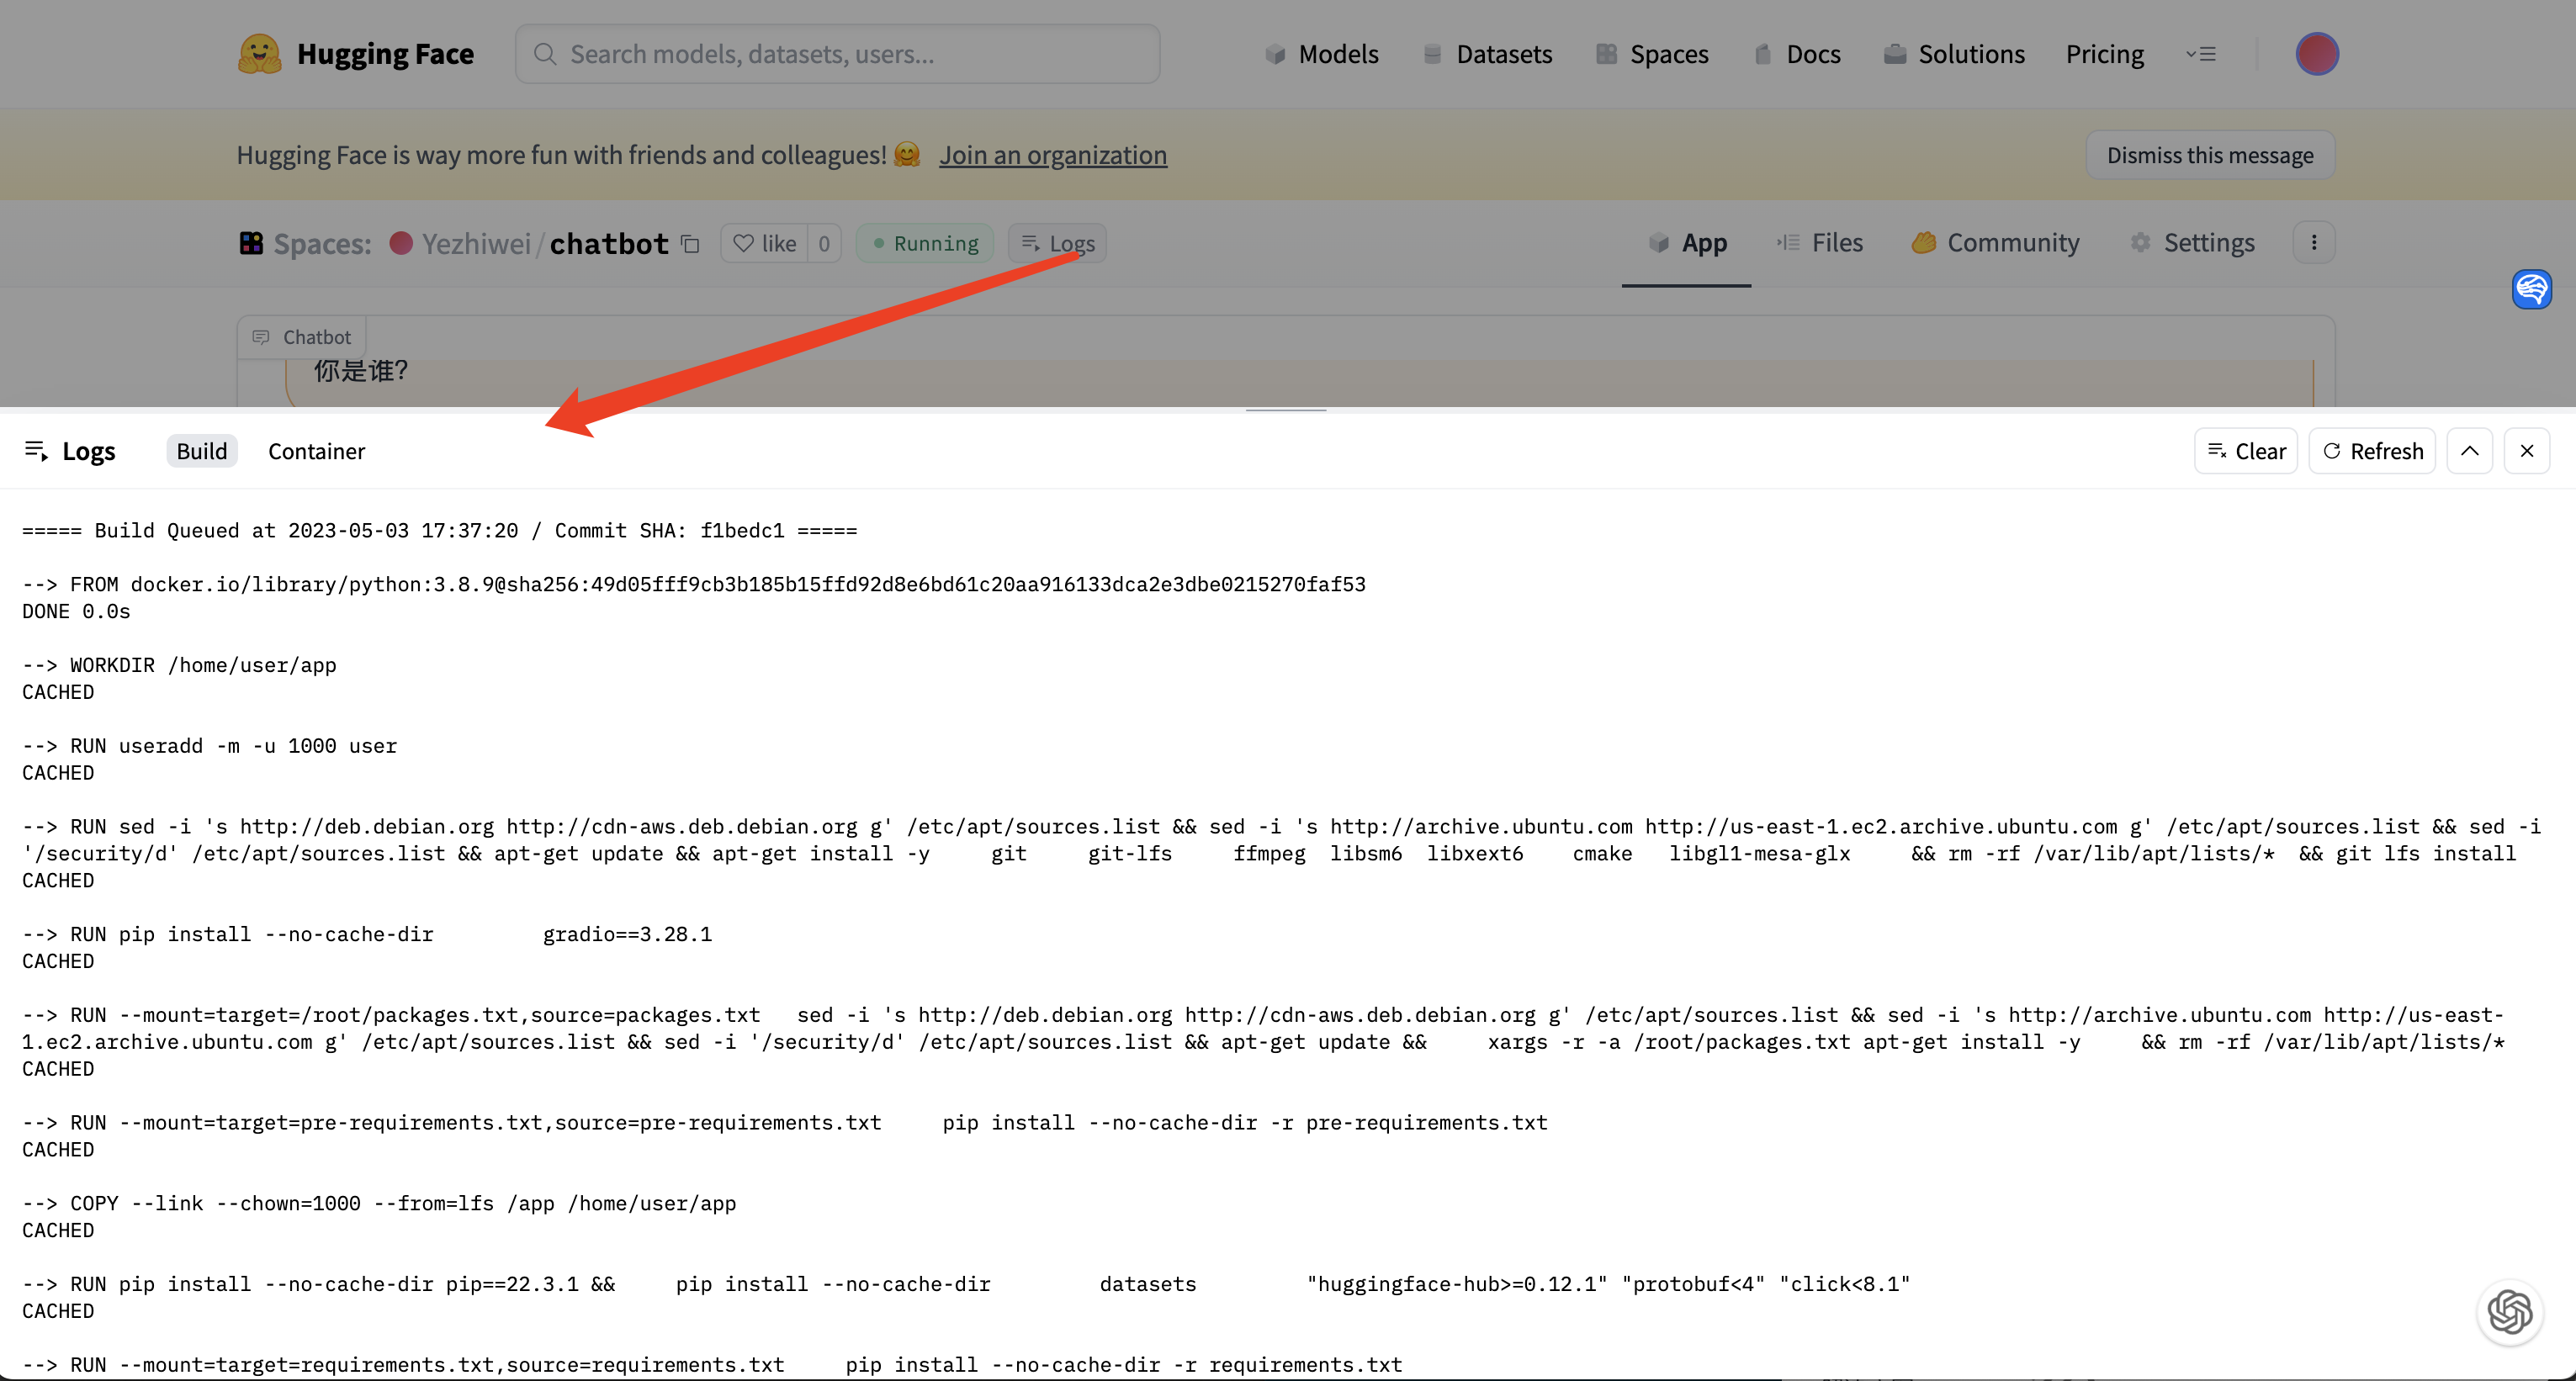 Hugging Face
Search models, datasets, users...
Models
Datasets
Spaces
Docs
Solutions
Pricing
Hugging Face is way more fun with friends and colleagues! 🤗 Join an organization
Dismiss this message
Spaces: Yezhiwei/chatbot
like 0
Running
Logs
App
Files
Community
Settings
Chatbot
你是谁?
Logs
Build
Container
Clear
Refresh
===== Build Queued at 2023-05-03 17:37:20 / Commit SHA: f1bedc1 =====
--> FROM docker.io/library/python:3.8.9@sha256:49d05fff9cb3b185b15ffd92d8e6bd61c20aa916133dca2e3dbe0215270faf53
DONE 0.0s
--> WORKDIR /home/user/app
CACHED
--> RUN useradd -m -u 1000 user
CACHED
--> RUN sed -i 's http://deb.debian.org http://cdn-aws.deb.debian.org g' /etc/apt/sources.list && sed -i 's http://archive.ubuntu.com http://us-east-1.ec2.archive.ubuntu.com g' /etc/apt/sources.list && sed -i
'/security/d' /etc/apt/sources.list && apt-get update && apt-get install -y     git     git-lfs     ffmpeg  libsm6  libxext6    cmake   libgl1-mesa-glx     && rm -rf /var/lib/apt/lists/*  && git lfs install
CACHED
--> RUN pip install --no-cache-dir         gradio==3.28.1
CACHED
--> RUN --mount=target=/root/packages.txt,source=packages.txt   sed -i 's http://deb.debian.org http://cdn-aws.deb.debian.org g' /etc/apt/sources.list && sed -i 's http://archive.ubuntu.com http://us-east-
1.ec2.archive.ubuntu.com g' /etc/apt/sources.list && sed -i '/security/d' /etc/apt/sources.list && apt-get update &&     xargs -r -a /root/packages.txt apt-get install -y     && rm -rf /var/lib/apt/lists/*
CACHED
--> RUN --mount=target=pre-requirements.txt,source=pre-requirements.txt     pip install --no-cache-dir -r pre-requirements.txt
CACHED
--> COPY --link --chown=1000 --from=lfs /app /home/user/app
CACHED
--> RUN pip install --no-cache-dir pip==22.3.1 &&     pip install --no-cache-dir         datasets         "huggingface-hub>=0.12.1" "protobuf<4" "click<8.1"
CACHED
--> RUN --mount=target=requirements.txt,source=requirements.txt     pip install --no-cache-dir -r requirements.txt